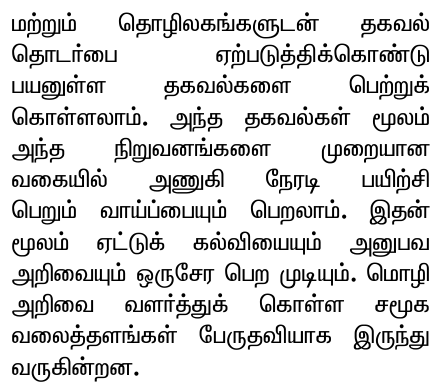 மற்றும் தொழிலகங்களுடன் தகவல்
தொடர்பை ஏற்படுத்திக்கொண்டு
பயனுள்ள தகவல்களை பெற்றுக்
கொள்ளலாம். அந்த தகவல்கள் மூலம்
அந்த நிறுவனங்களை முறையான
வகையில் அணுகி நேரடி பயிற்சி
பெறும் வாய்ப்பையும் பெறலாம். இதன்
மூலம் ஏட்டுக் கல்வியையும் அனுபவ
அறிவையும் ஒருசேர பெற முடியும். மொழி
அறிவை வளர்த்துக் கொள்ள சமூக
வலைத்தளங்கள் பேருதவியாக இருந்து
வருகின்றன.